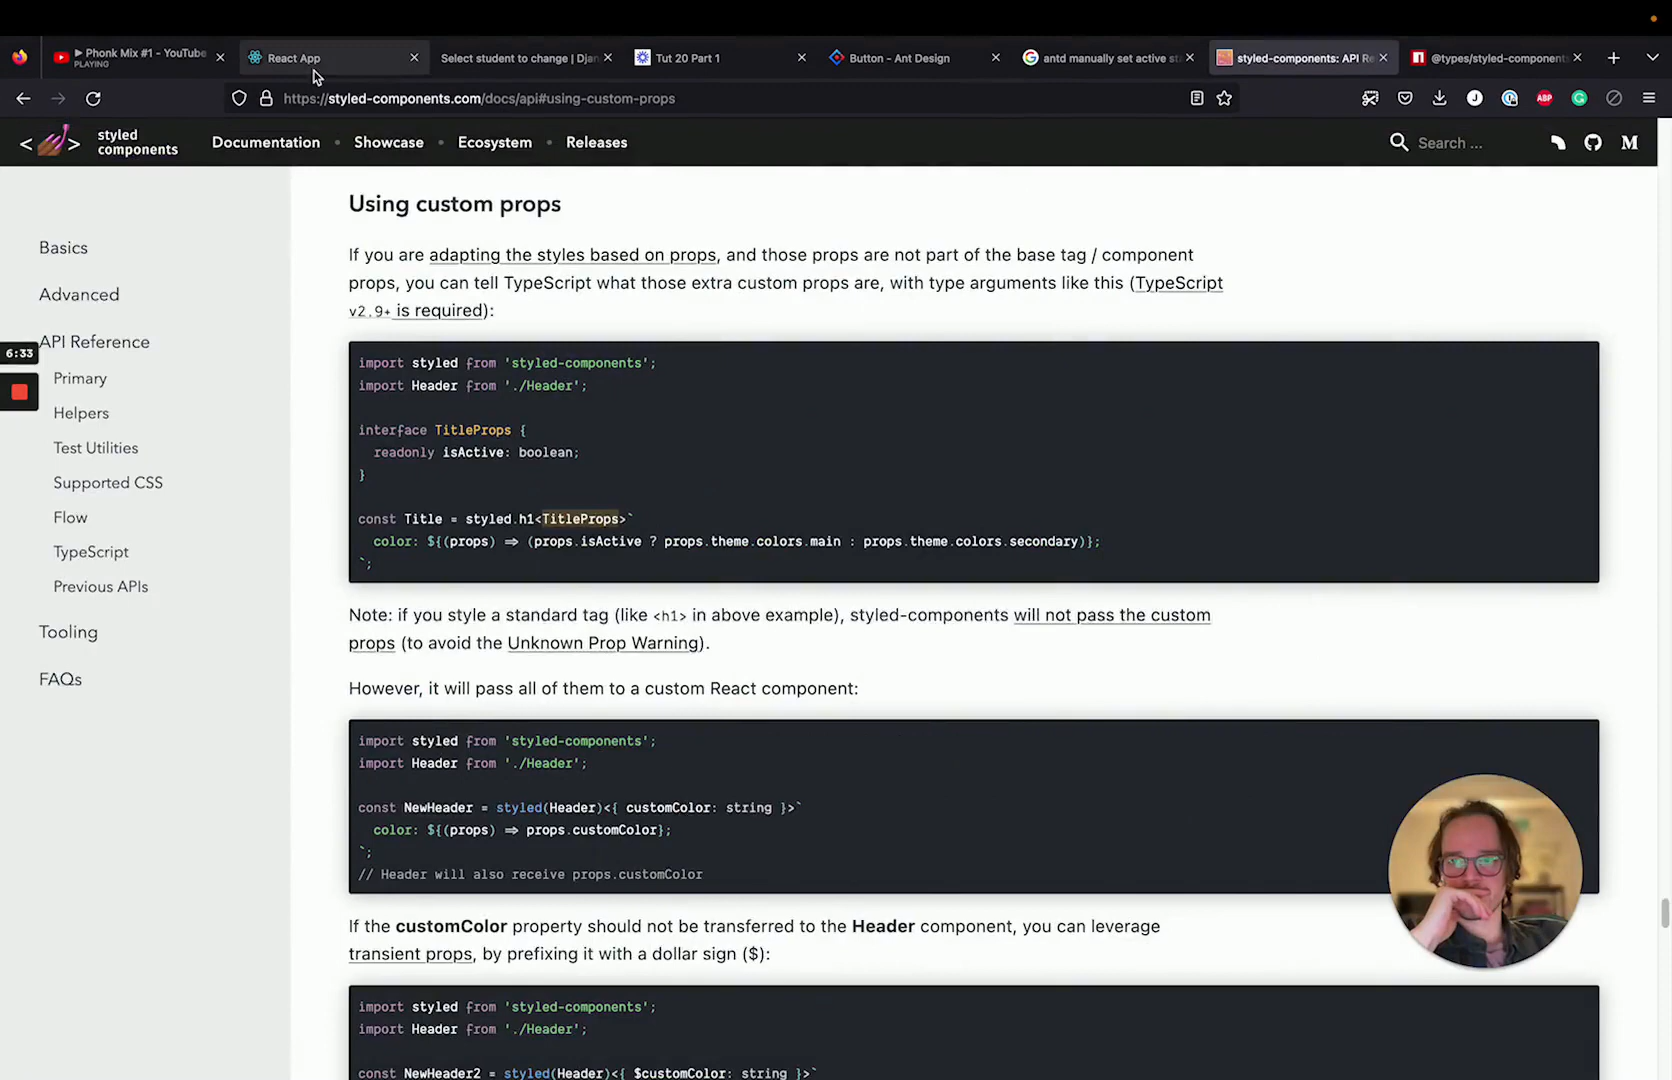 ▶ Phonk Mix #1 - YouTube
PLAYING
React App
Select student to change | Djan
Tut 20 Part 1
Button - Ant Design
antd manually set active st
styled-components: API Re
@types/styled-components
https://styled-components.com/docs/api#using-custom-props
ABP
styled
components
Documentation • Showcase • Ecosystem • Releases
Search ...
Basics
Advanced
API Reference
Primary
Helpers
Test Utilities
Supported CSS
Flow
TypeScript
Previous APIs
Tooling
FAQs
6:33
Using custom props
If you are adapting the styles based on props, and those props are not part of the base tag / component
props, you can tell TypeScript what those extra custom props are, with type arguments like this (TypeScript
v2.9+ is required):
import styled from 'styled-components';
import Header from './Header';
interface TitleProps {
readonly isActive: boolean;
}
const Title = styled.h1<TitleProps>`
color: ${(props) => (props.isActive ? props.theme.colors.main : props.theme.colors.secondary)};
`;
Note: if you style a standard tag (like <h1> in above example), styled-components will not pass the custom
props (to avoid the Unknown Prop Warning).
However, it will pass all of them to a custom React component:
import styled from 'styled-components';
import Header from './Header';
const NewHeader = styled(Header)<{ customColor: string }>`
color: ${(props) => props.customColor};
`;
// Header will also receive props.customColor
If the customColor property should not be transferred to the Header component, you can leverage
transient props, by prefixing it with a dollar sign ($):
import styled from 'styled-components';
import Header from './Header';
const NewHeader2 = styled(Header)<{ $customColor: string }>`